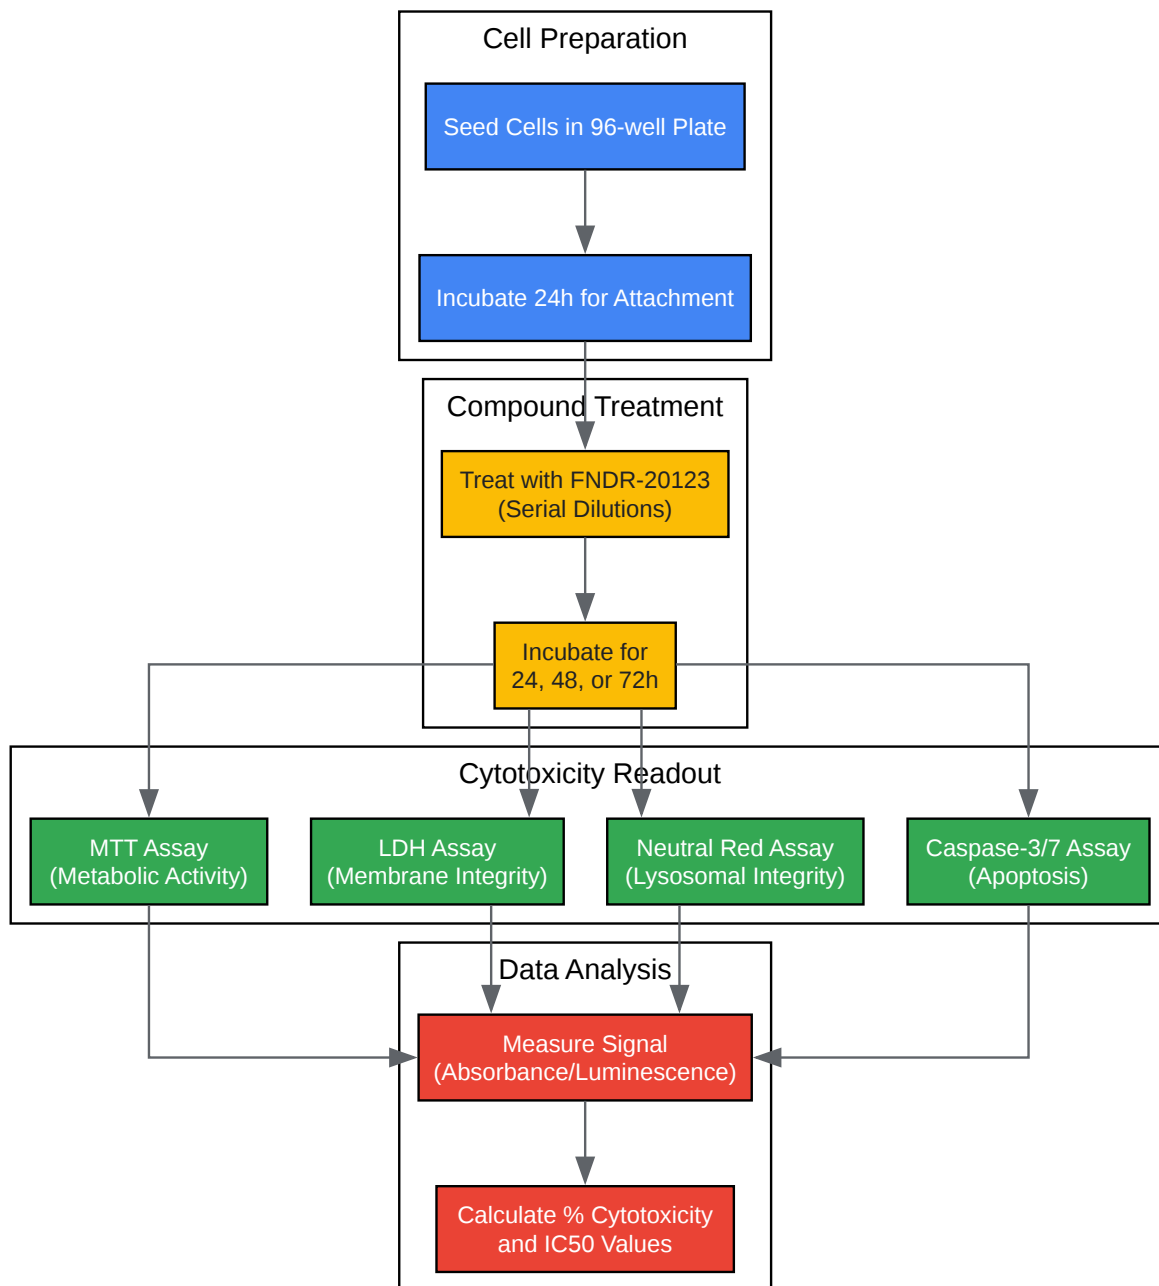 Cell Preparation
Seed Cells in 96-well Plate
Incubate 24h for Attachment
Compound Treatment
Treat with FNDR-20123
(Serial Dilutions)
Incubate for
24, 48, or 72h
Cytotoxicity Readout
MTT Assay
(Metabolic Activity)
LDH Assay
(Membrane Integrity)
Neutral Red Assay
(Lysosomal Integrity)
Caspase-3/7 Assay
(Apoptosis)
Data Analysis
Measure Signal
(Absorbance/Luminescence)
Calculate % Cytotoxicity
and IC50 Values